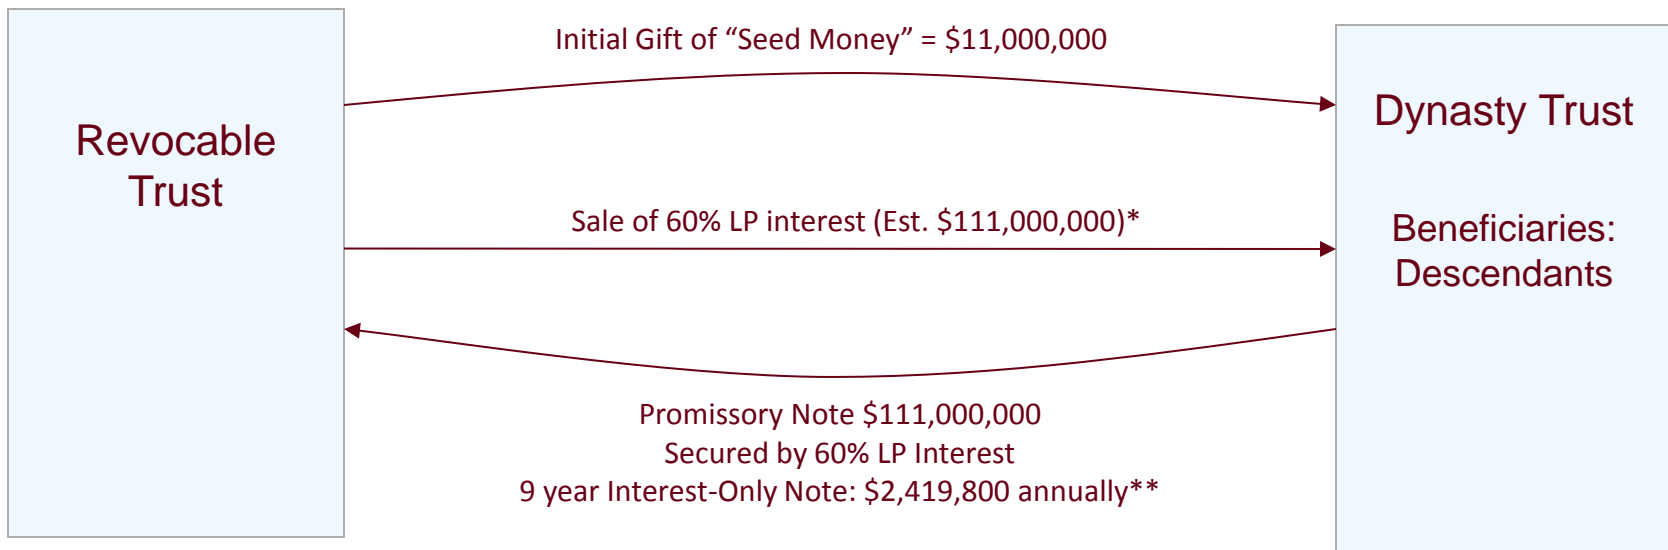 Initial Gift of “Seed Money” = $11,000,000
Revocable
Trust
Dynasty Trust
Sale of 60% LP interest (Est. $111,000,000)*
Beneficiaries:
Descendants
Promissory Note $111,000,000
Secured by 60% LP Interest
9 year Interest-Only Note: $2,419,800 annually**